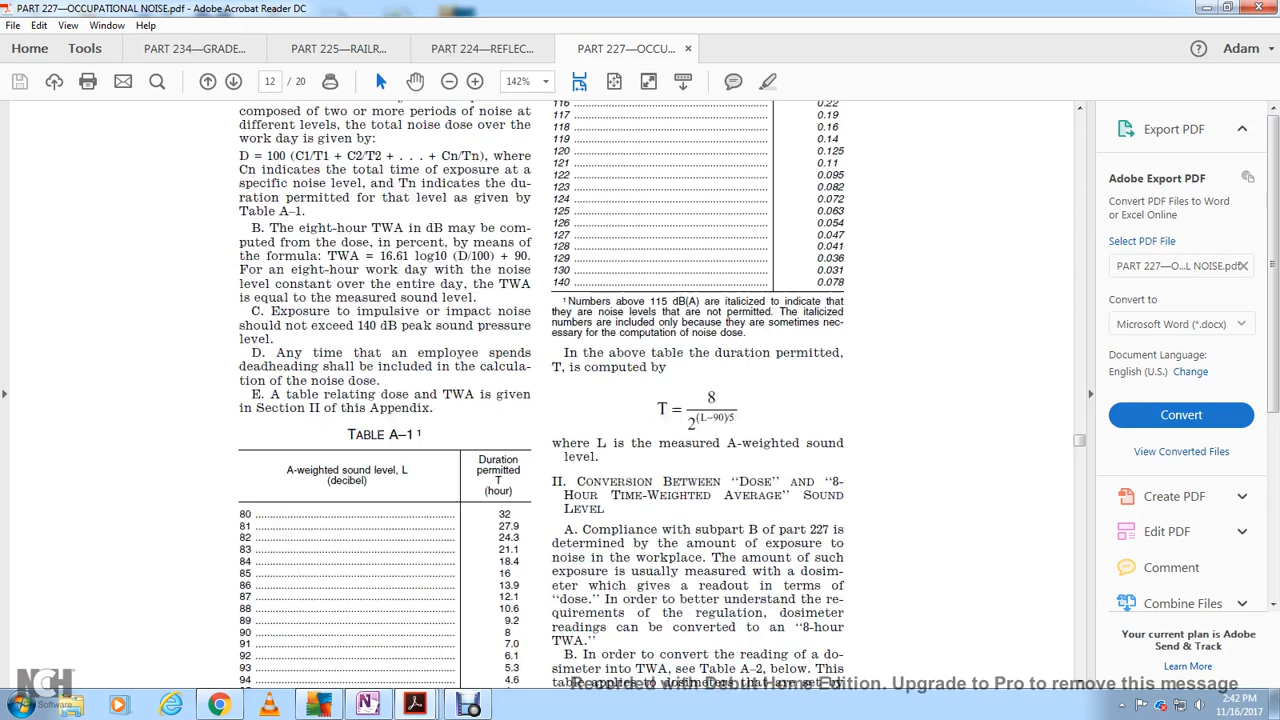 PART 227—OCCUPATIONAL NOISE.pdf - Adobe Acrobat Reader DC
File Edit View Window Help
Home Tools PART 234—GRADE... PART 225—RAILR... PART 224—REFLEC... PART 227—OCCU... × Adam
12 / 20 142%
composed of two or more periods of noise at
different levels, the total noise dose over the
work day is given by:
D = 100 (C1/T1 + C2/T2 + . . . + Cn/Tn), where
Cn indicates the total time of exposure at a
specific noise level, and Tn indicates the du-
ration permitted for that level as given by
Table A–1.
B. The eight-hour TWA in dB may be com-
puted from the dose, in percent, by means of
the formula: TWA = 16.61 log10 (D/100) + 90.
For an eight-hour work day with the noise
level constant over the entire day, the TWA
is equal to the measured sound level.
C. Exposure to impulsive or impact noise
should not exceed 140 dB peak sound pressure
level.
D. Any time that an employee spends
deadheading shall be included in the calcula-
tion of the noise dose.
E. A table relating dose and TWA is given
in Section II of this Appendix.
TABLE A–1 ¹
A-weighted sound level, L
(decibel)
Duration
permitted
T
(hour)
80 ........ 32
81 ........ 27.9
82 ........ 24.3
83 ........ 21.1
84 ........ 18.4
85 ........ 16
86 ........ 13.9
87 ........ 12.1
88 ........ 10.6
89 ........ 9.2
90 ........ 8
91 ........ 7.0
92 ........ 6.1
93 ........ 5.3
94 ........ 4.6
116 ........ 0.22
117 ........ 0.19
118 ........ 0.16
119 ........ 0.14
120 ........ 0.125
121 ........ 0.11
122 ........ 0.095
123 ........ 0.082
124 ........ 0.072
125 ........ 0.063
126 ........ 0.054
127 ........ 0.047
128 ........ 0.041
129 ........ 0.036
130 ........ 0.031
140 ........ 0.078
¹ Numbers above 115 dB(A) are italicized to indicate that
they are noise levels that are not permitted. The italicized
numbers are included only because they are sometimes nec-
essary for the computation of noise dose.
In the above table the duration permitted,
T, is computed by
T = 8 / 2^(L–90)/5
where L is the measured A-weighted sound
level.
II. CONVERSION BETWEEN ‘‘DOSE’’ AND ‘‘8-
HOUR TIME-WEIGHTED AVERAGE’’ SOUND
LEVEL
A. Compliance with subpart B of part 227 is
determined by the amount of exposure to
noise in the workplace. The amount of such
exposure is usually measured with a dosim-
eter which gives a readout in terms of
‘‘dose.’’ In order to better understand the re-
quirements of the regulation, dosimeter
readings can be converted to an ‘‘8-hour
TWA.’’
B. In order to convert the reading of a do-
simeter into TWA, see Table A–2, below. This
table applies to dosimeters that are set by
Export PDF
Adobe Export PDF
Convert PDF Files to Word
or Excel Online
Select PDF File
PART 227—O...L NOISE.pdf ×
Convert to
Microsoft Word (*.docx)
Document Language:
English (U.S.) Change
Convert
View Converted Files
Create PDF
Edit PDF
Comment
Combine Files
Your current plan is Adobe
Send & Track
Learn More
NCH Software
Edition. Upgrade to Pro to remove this message
2:42 PM
11/16/2017